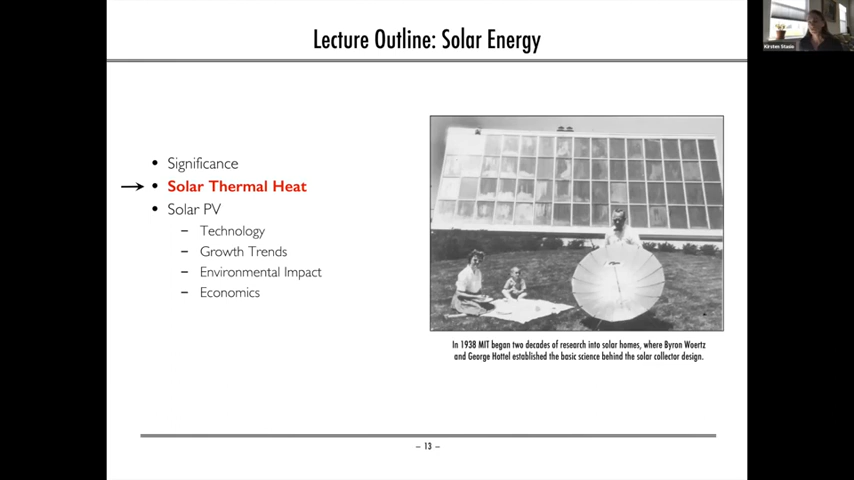 Lecture Outline: Solar Energy
Kirsten Stasio
• Significance
• Solar Thermal Heat
• Solar PV
– Technology
– Growth Trends
– Environmental Impact
– Economics
In 1938 MIT began two decades of research into solar homes, where Byron Woertz
and George Hottel established the basic science behind the solar collector design.
– 13 –